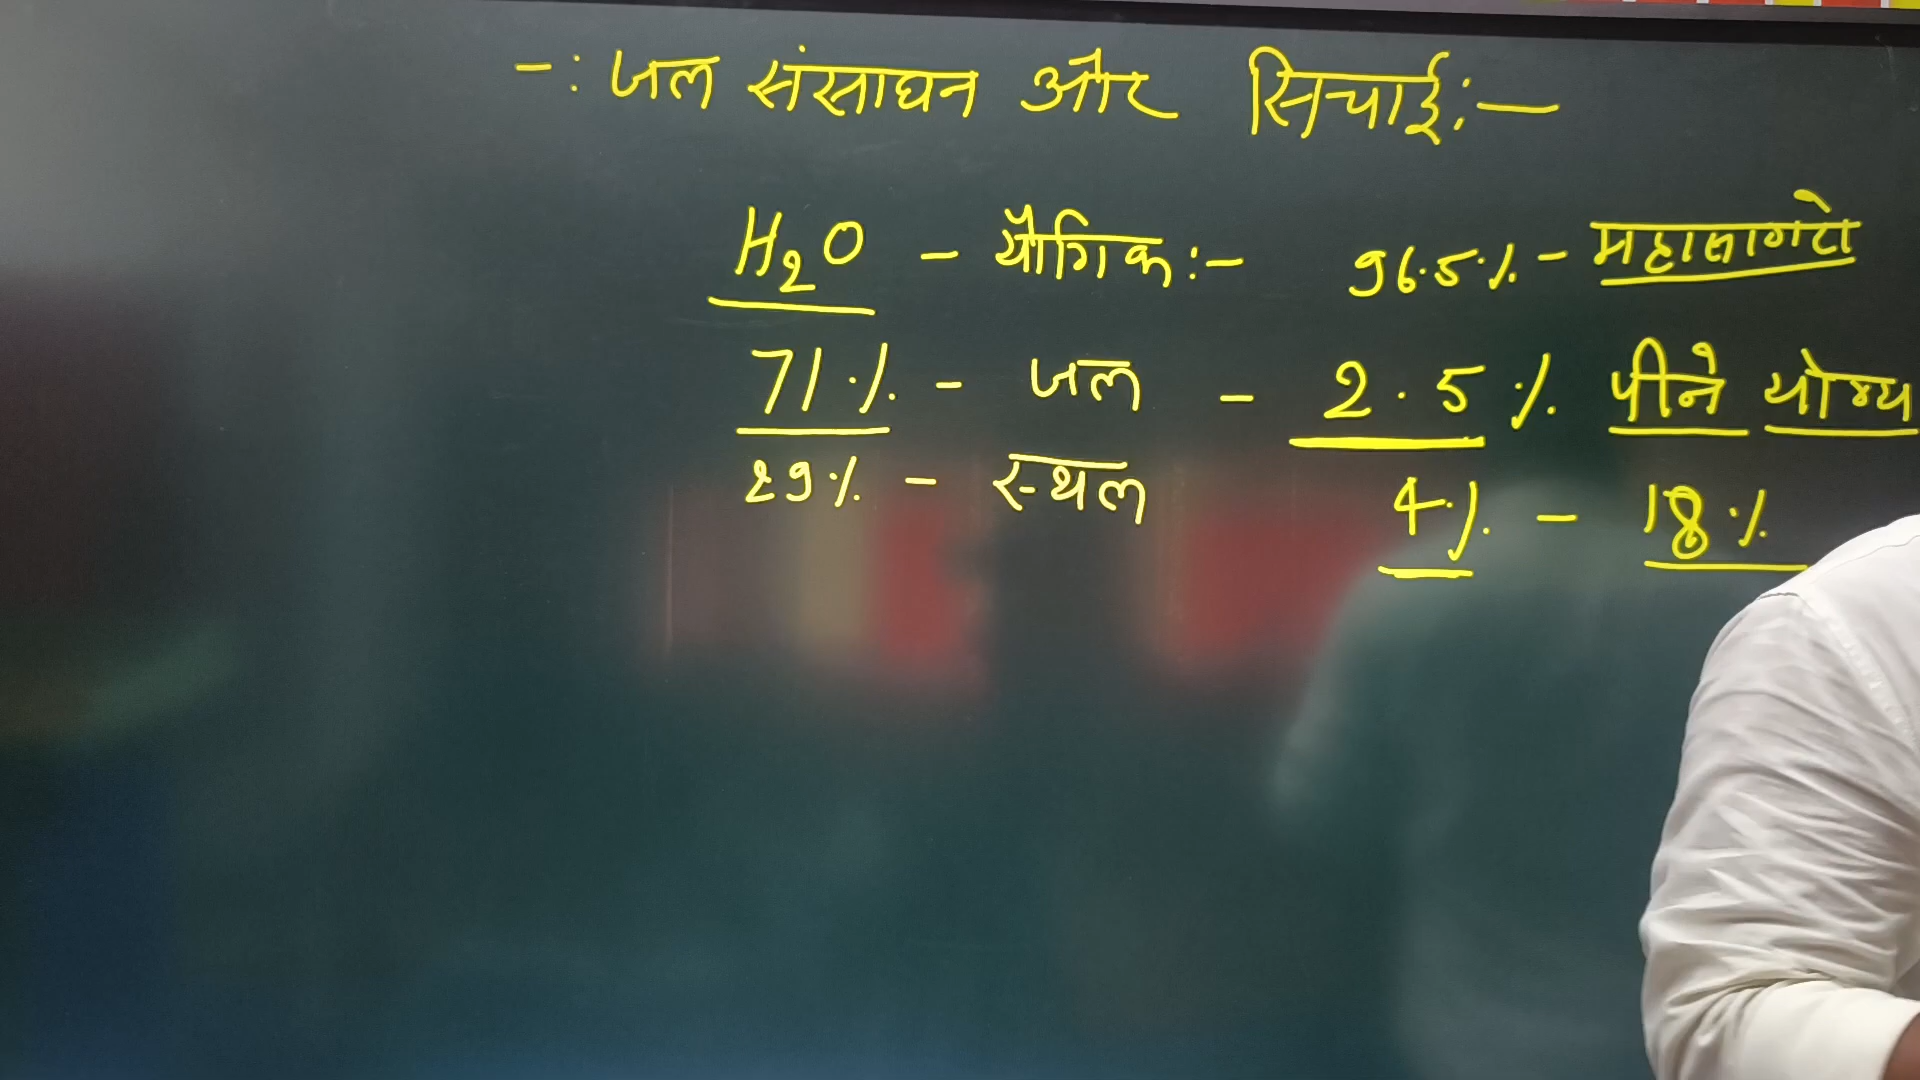 -: जल संसाधन और सिचाई:—
H₂O - यौगिक:- 96.5% - महासागरो
71% - जल - 2.5% पीने योग्य
29% - स्थल 4% - 18%